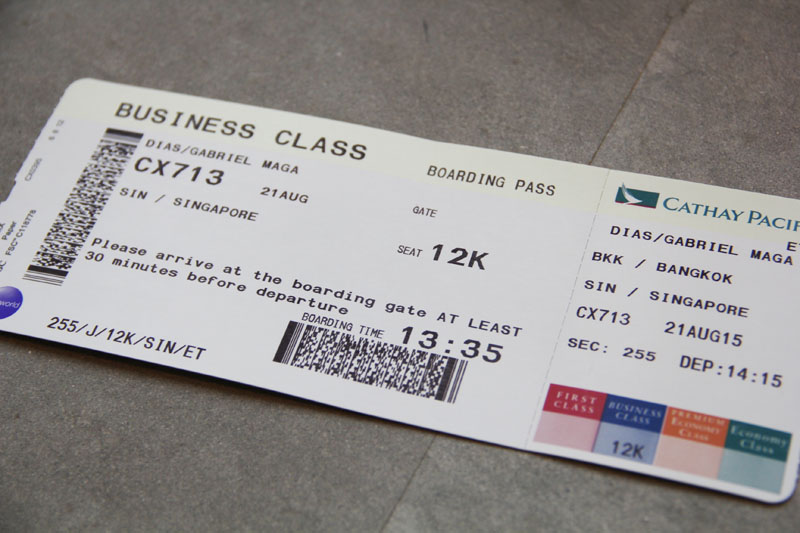 BUSINESS CLASS
DIAS/GABRIEL MAGA
BOARDING PASS
CX713 21AUG
GATE
SIN / SINGAPORE
SEAT 12K
Please arrive at the boarding gate AT LEAST
30 minutes before departure
BOARDING TIME 13:35
255/J/12K/SIN/ET
Paper
world
CATHAY PACIF
ET
DIAS/GABRIEL MAGA
BKK / BANGKOK
SIN / SINGAPORE
CX713 21AUG15
SEC: 255 DEP:14:15
FIRST CLASS
BUSINESS CLASS
12K
PREMIUM ECONOMY CLASS
Economy Class